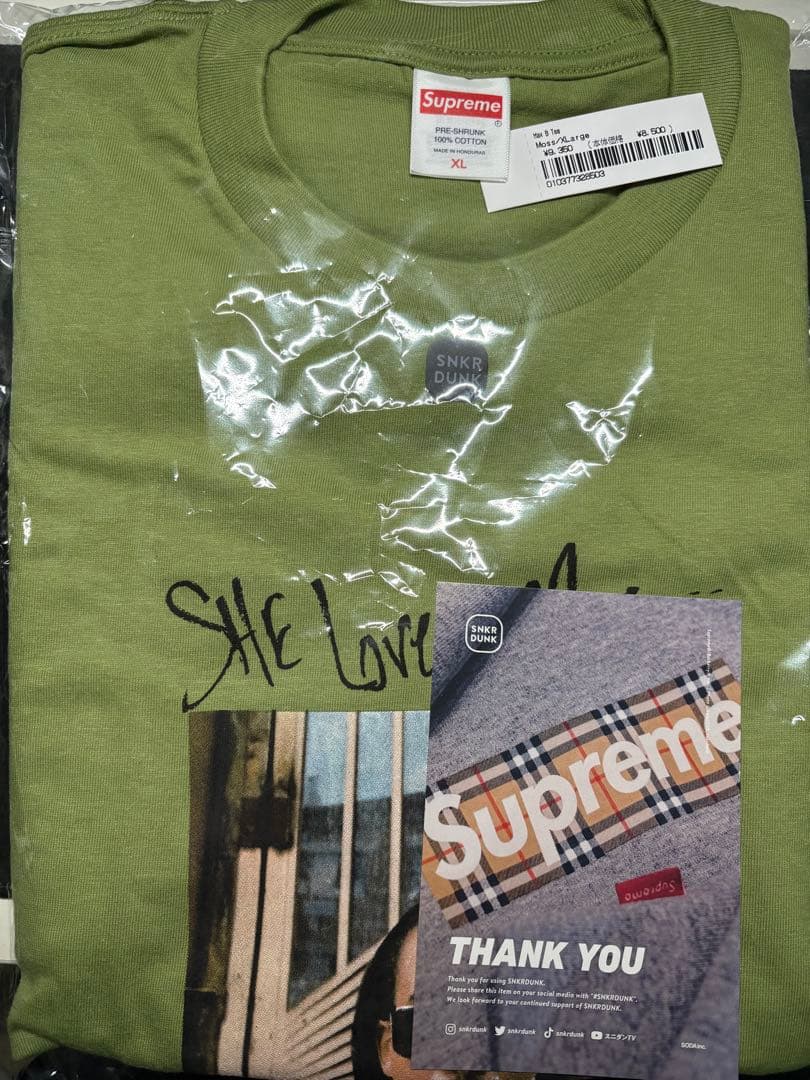 Supreme
PRE-SHRUNK
100% COTTON
MADE IN HONDURAS
XL
Max B Tee
Moss/XLarge
¥9,350 (本体価格 ¥8,500)
010377328503
SNKR
DUNK
SHE Love
SNKR
DUNK
Supreme
Supreme
THANK YOU
Thank you for using SNKRDUNK.
Please share this item on your social media with "#SNKRDUNK".
We look forward to your continued support of SNKRDUNK.
snkrdunk snkrdunk snkrdunk スニダンTV
SODA inc.